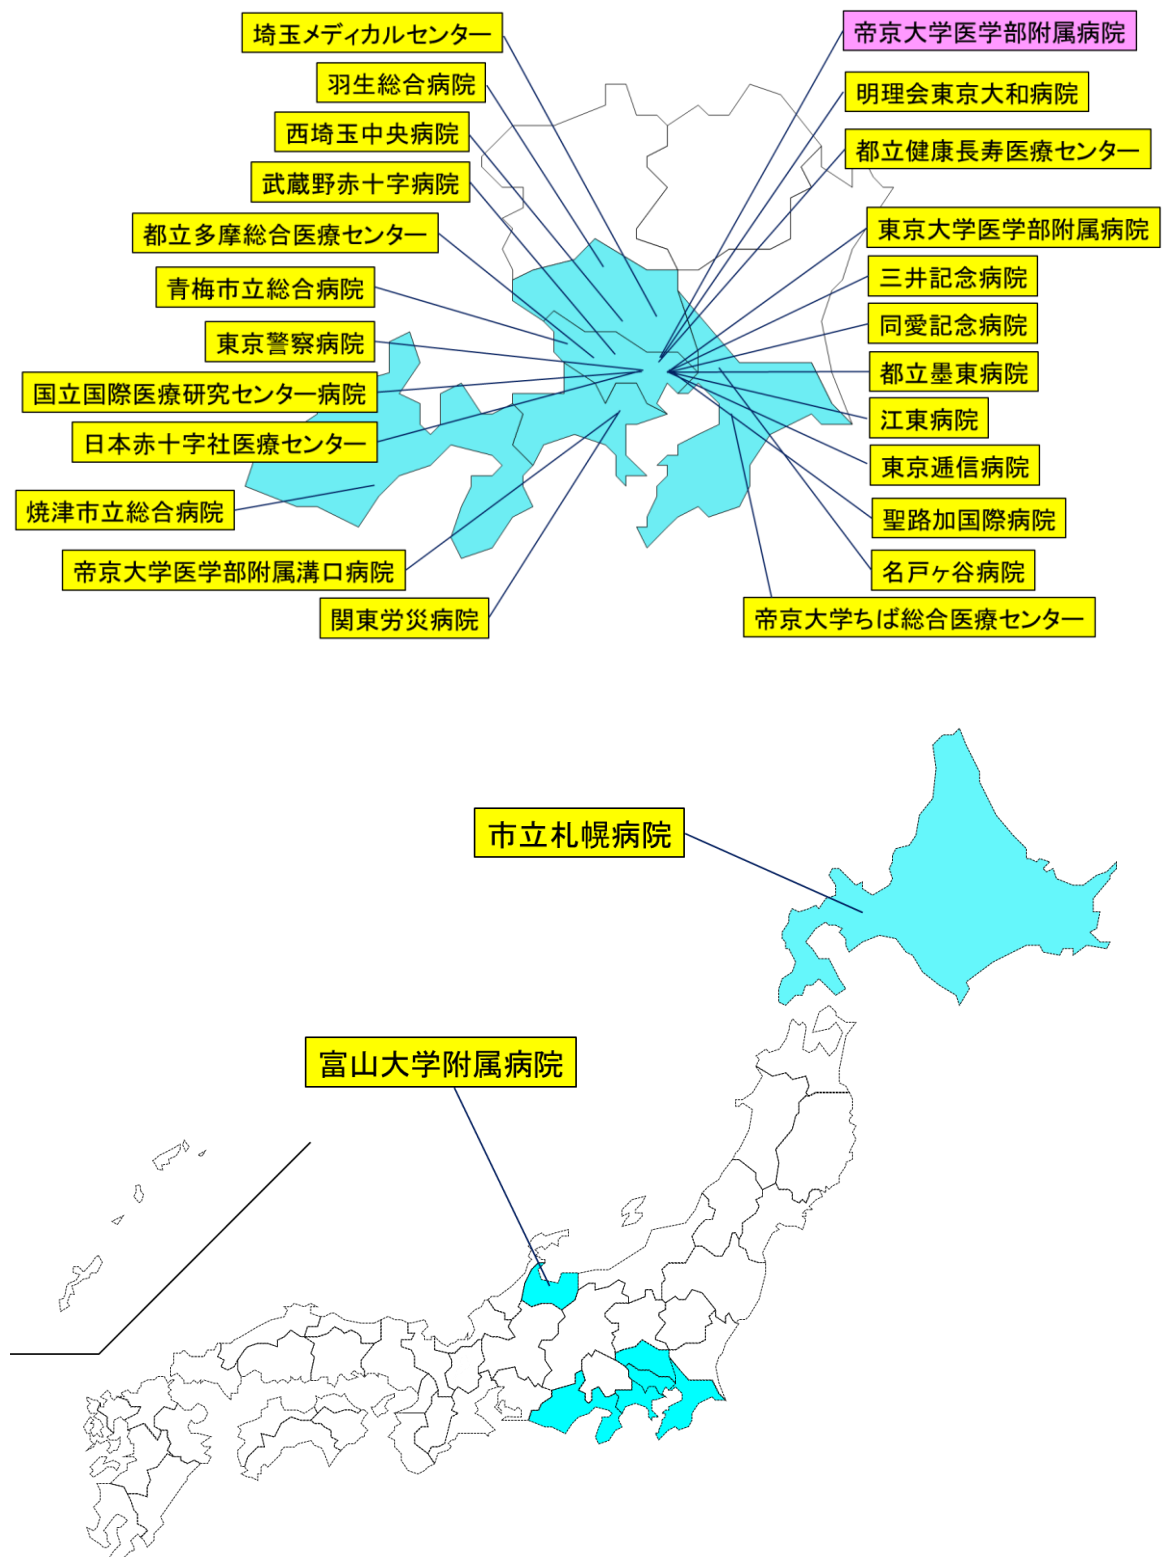 埼玉メディカルセンター
羽生総合病院
西埼玉中央病院
武蔵野赤十字病院
都立多摩総合医療センター
青梅市立総合病院
東京警察病院
国立国際医療研究センター病院
日本赤十字社医療センター
焼津市立総合病院
帝京大学医学部附属溝口病院
関東労災病院
帝京大学医学部附属病院
明理会東京大和病院
都立健康長寿医療センター
東京大学医学部附属病院
三井記念病院
同愛記念病院
都立墨東病院
江東病院
東京逓信病院
聖路加国際病院
名戸ヶ谷病院
帝京大学ちば総合医療センター
市立札幌病院
富山大学附属病院